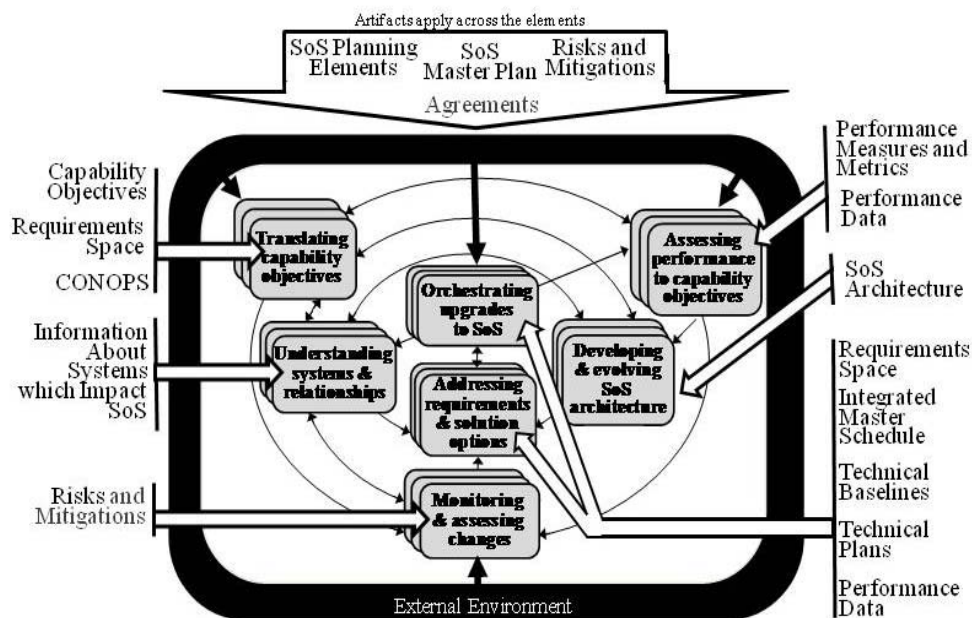 Artifacts apply across the elements
SoS Planning
Elements
SoS
Master Plan
Risks and
Mitigations
Agreements
Capability
Objectives
Requirements
Space
CONOPS
Information
About
Systems
which Impact
SoS
Risks and
Mitigations
Translating
capability
objectives
Understanding
systems &
relationships
Orchestrating
upgrades
to SoS
Addressing
requirements
& solution
options
Monitoring
& assessing
changes
Developing
& evolving
SoS
architecture
Assessing
performance
to capability
objectives
External Environment
Performance
Measures and
Metrics
Performance
Data
SoS
Architecture
Requirements
Space
Integrated
Master
Schedule
Technical
Baselines
Technical
Plans
Performance
Data